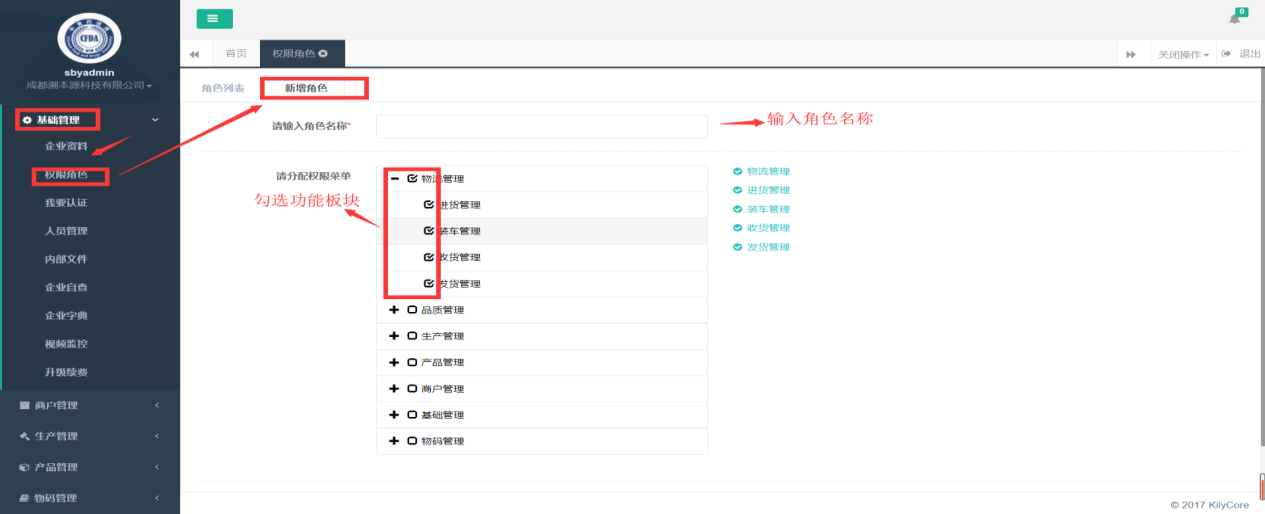 CFDA
sbyadmin
成都溯本源科技有限公司
基础管理
企业资料
权限角色
我要认证
人员管理
内部文件
企业自查
企业字典
视频监控
升级续费
商户管理
生产管理
产品管理
物码管理
0
首页
权限角色
关闭操作
退出
角色列表
新增角色
请输入角色名称*
输入角色名称
请分配权限菜单
勾选功能板块
物流管理
进货管理
装车管理
收货管理
发货管理
品质管理
生产管理
产品管理
商户管理
基础管理
物码管理
物流管理
进货管理
装车管理
收货管理
发货管理
© 2017 KilyCore